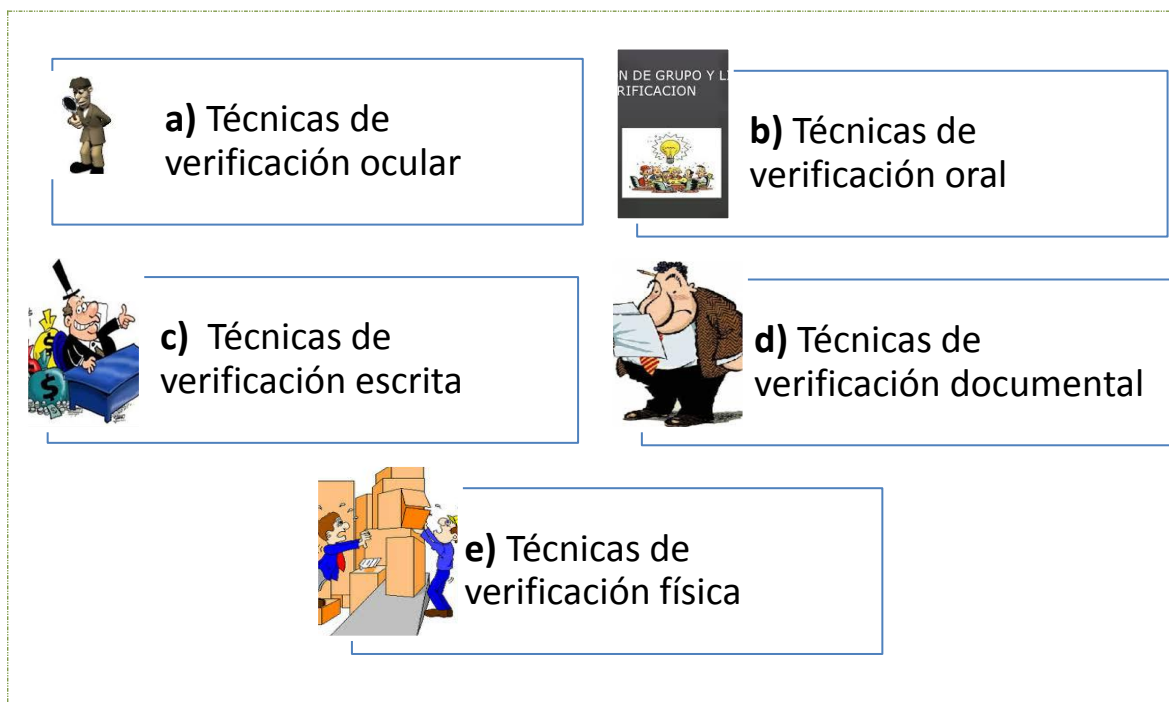 a) Técnicas de
verificación ocular
N DE GRUPO Y L
RIFICACION
b) Técnicas de
verificación oral
c) Técnicas de
verificación escrita
d) Técnicas de
verificación documental
e) Técnicas de
verificación física
$
$
$